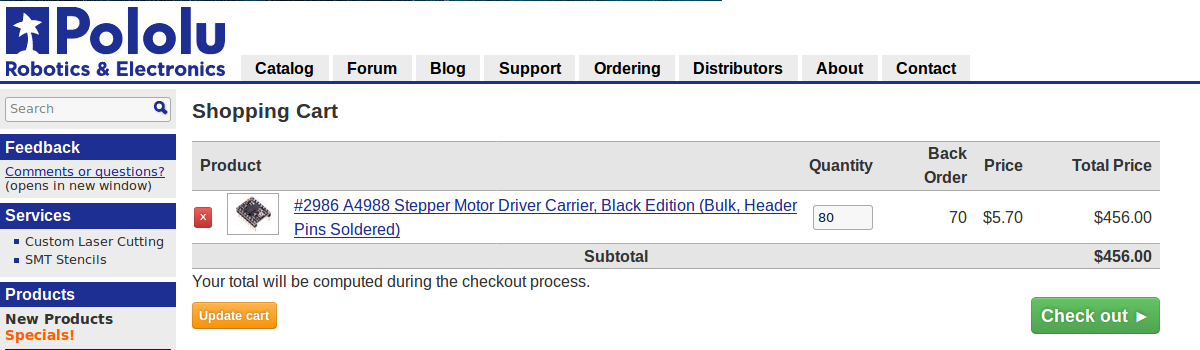 Pololu
Robotics & Electronics
Catalog Forum Blog Support Ordering Distributors About Contact
Search
Feedback
Comments or questions?
(opens in new window)
Services
Custom Laser Cutting
SMT Stencils
Products
New Products
Specials!
Shopping Cart
Product Quantity Back Order Price Total Price
x #2986 A4988 Stepper Motor Driver Carrier, Black Edition (Bulk, Header
Pins Soldered) 80 70 $5.70 $456.00
Subtotal $456.00
Your total will be computed during the checkout process.
Update cart Check out ►